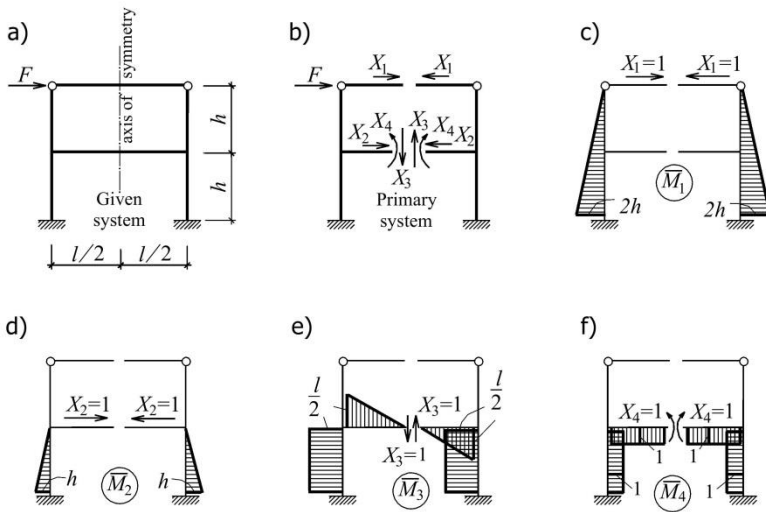 a)
F
axis of symmetry
h
h
Given
system
l/2
l/2
b)
F
X₁
X₁
X₂
X₄
X₃
X₄
X₂
X₃
Primary
system
c)
X₁=1
X₁=1
M̅₁
2h
2h
d)
X₂=1
X₂=1
h
M̅₂
h
e)
l/2
X₃=1
l/2
X₃=1
M̅₃
f)
X₄=1
X₄=1
1
1
1
M̅₄
1